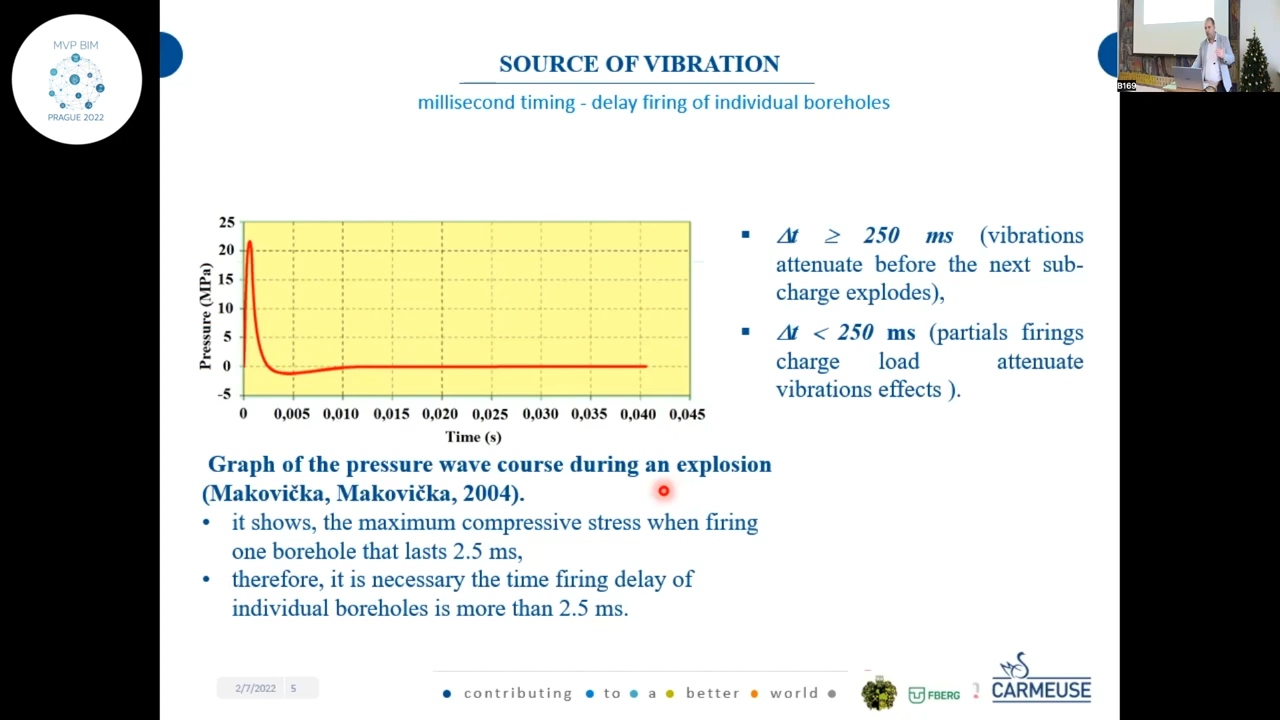 MVP BIM
PRAGUE 2022
B169
SOURCE OF VIBRATION
millisecond timing - delay firing of individual boreholes
25
20
15
10
5
0
-5
Pressure (MPa)
0 0,005 0,010 0,015 0,020 0,025 0,030 0,035 0,040 0,045
Time (s)
▪ Δt ≥ 250 ms (vibrations
attenuate before the next sub-
charge explodes),
▪ Δt < 250 ms (partials firings
charge load attenuate
vibrations effects ).
Graph of the pressure wave course during an explosion
(Makovička, Makovička, 2004).
• it shows, the maximum compressive stress when firing
one borehole that lasts 2.5 ms,
• therefore, it is necessary the time firing delay of
individual boreholes is more than 2.5 ms.
2/7/2022 5
contributing to a better world
FBERG
CARMEUSE